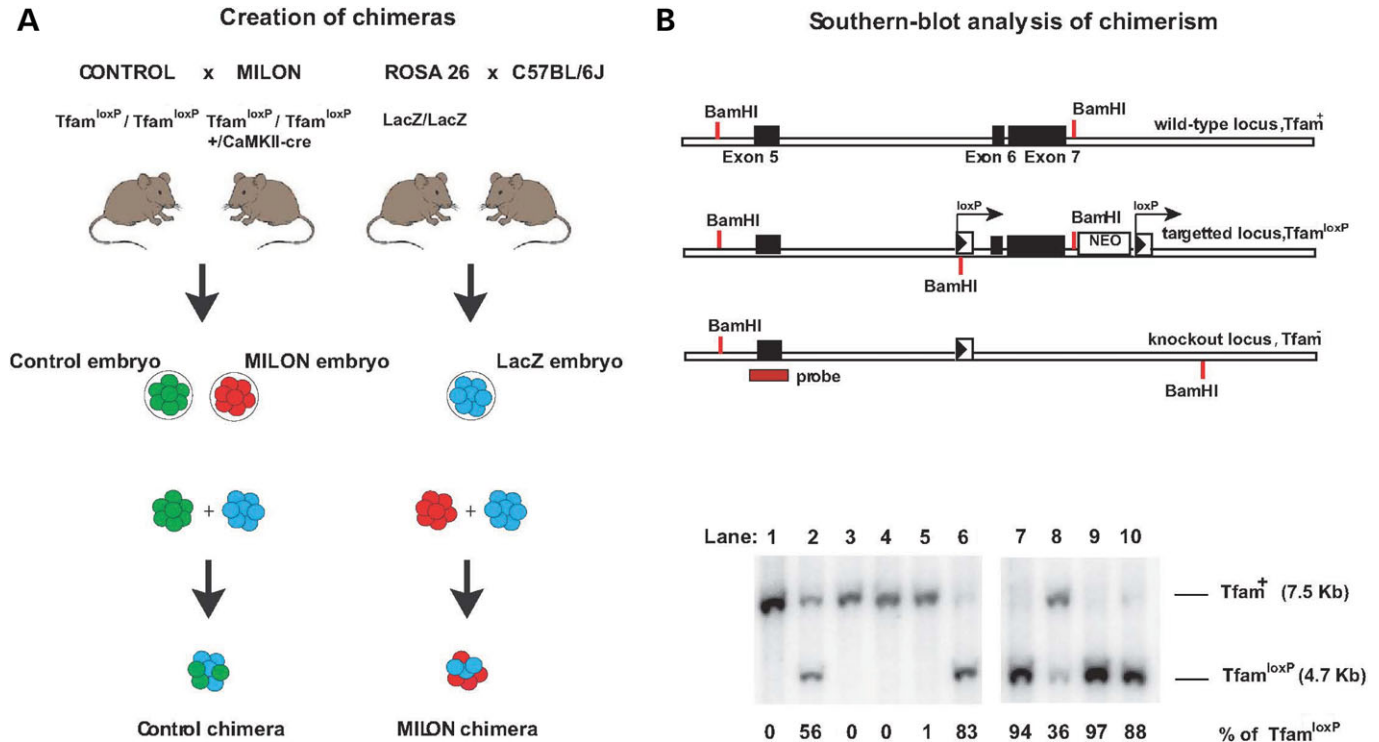 A
Creation of chimeras
CONTROL x MILON
ROSA 26 x C57BL/6J
Tfam^loxP / Tfam^loxP Tfam^loxP / Tfam^loxP
+/CaMKII-cre
LacZ/LacZ
Control embryo
MILON embryo
LacZ embryo
+
+
Control chimera
MILON chimera
B
Southern-blot analysis of chimerism
BamHI
BamHI
wild-type locus, Tfam^+
Exon 5
Exon 6
Exon 7
BamHI
loxP
BamHI
loxP
NEO
targetted locus, Tfam^loxP
BamHI
BamHI
knockout locus, Tfam^-
probe
BamHI
Lane: 1 2 3 4 5 6 7 8 9 10
Tfam^+ (7.5 Kb)
Tfam^loxP (4.7 Kb)
0 56 0 0 1 83 94 36 97 88 % of Tfam^loxP